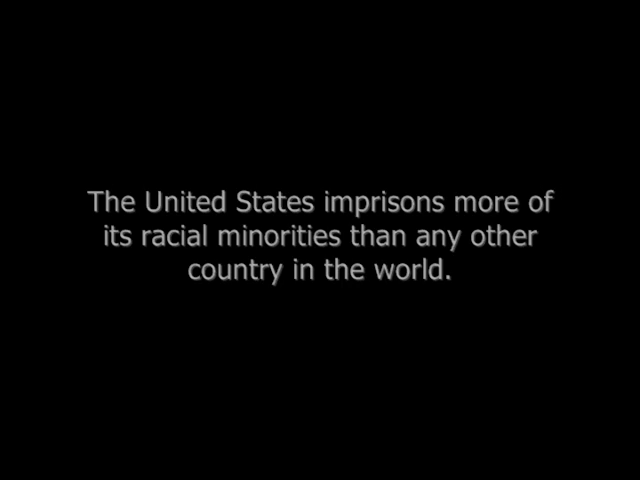 The United States imprisons more of
its racial minorities than any other
country in the world.